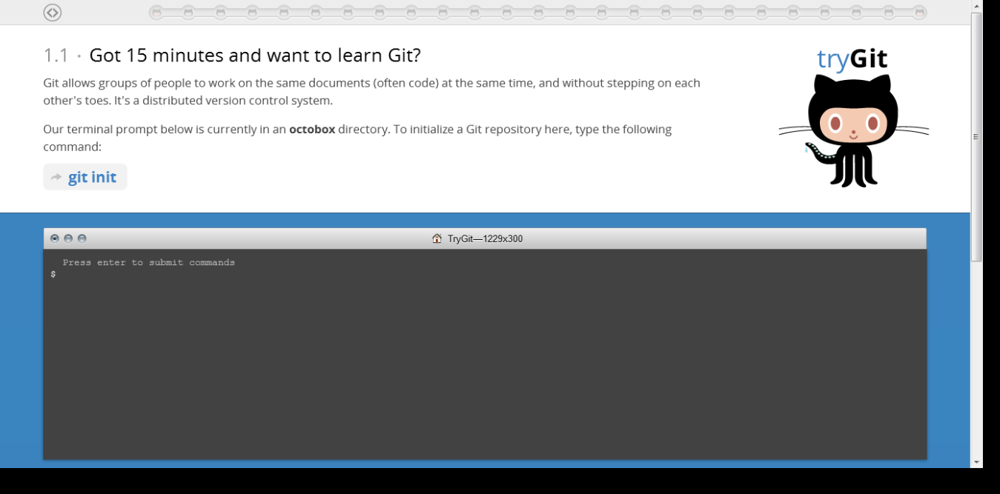 1.1 · Got 15 minutes and want to learn Git?
tryGit
Git allows groups of people to work on the same documents (often code) at the same time, and without stepping on each
other's toes. It's a distributed version control system.
Our terminal prompt below is currently in an octobox directory. To initialize a Git repository here, type the following
command:
git init
TryGit—1229x300
Press enter to submit commands
$